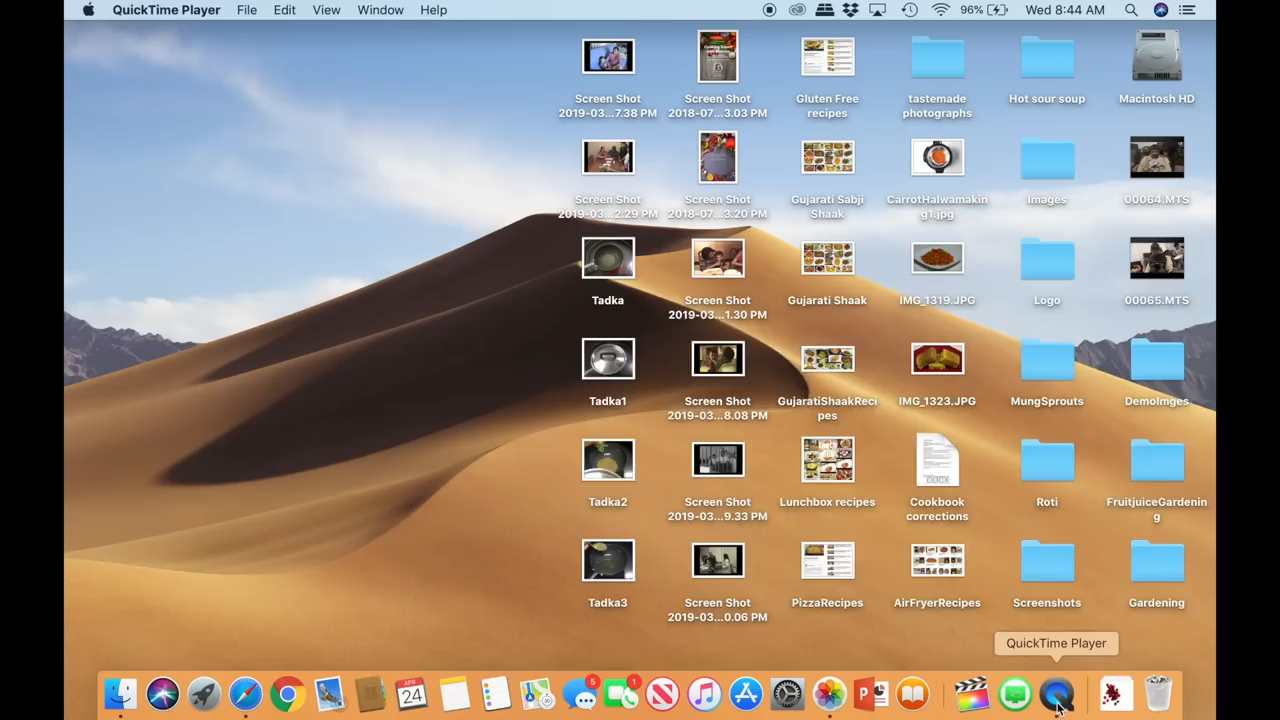 QuickTime Player File Edit View Window Help 96% Wed 8:44 AM
Screen Shot
2019-03...7.38 PM
Screen Shot
2018-07...3.03 PM
Gluten Free
recipes
tastemade
photographs
Hot sour soup
Macintosh HD
Screen Shot
2019-03...2.29 PM
Screen Shot
2018-07...3.20 PM
Gujarati Sabji
Shaak
CarrotHalwamakin
g1.jpg
Images
00064.MTS
Tadka
Screen Shot
2019-03...1.30 PM
Gujarati Shaak
IMG_1319.JPG
Logo
00065.MTS
Tadka1
Screen Shot
2019-03...8.08 PM
GujaratiShaakReci
pes
IMG_1323.JPG
MungSprouts
DemoImges
Tadka2
Screen Shot
2019-03...9.33 PM
Lunchbox recipes
DOCX
Cookbook
corrections
Roti
FruitjuiceGardenin
g
Tadka3
Screen Shot
2019-03...0.06 PM
PizzaRecipes
AirFryerRecipes
Screenshots
Gardening
QuickTime Player
APR
24
5
1